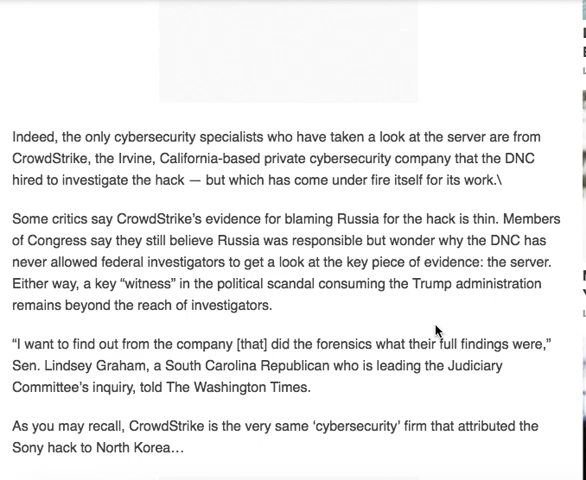 Indeed, the only cybersecurity specialists who have taken a look at the server are from
CrowdStrike, the Irvine, California-based private cybersecurity company that the DNC
hired to investigate the hack — but which has come under fire itself for its work.\
Some critics say CrowdStrike’s evidence for blaming Russia for the hack is thin. Members
of Congress say they still believe Russia was responsible but wonder why the DNC has
never allowed federal investigators to get a look at the key piece of evidence: the server.
Either way, a key “witness” in the political scandal consuming the Trump administration
remains beyond the reach of investigators.
“I want to find out from the company [that] did the forensics what their full findings were,”
Sen. Lindsey Graham, a South Carolina Republican who is leading the Judiciary
Committee’s inquiry, told The Washington Times.
As you may recall, CrowdStrike is the very same ‘cybersecurity’ firm that attributed the
Sony hack to North Korea…